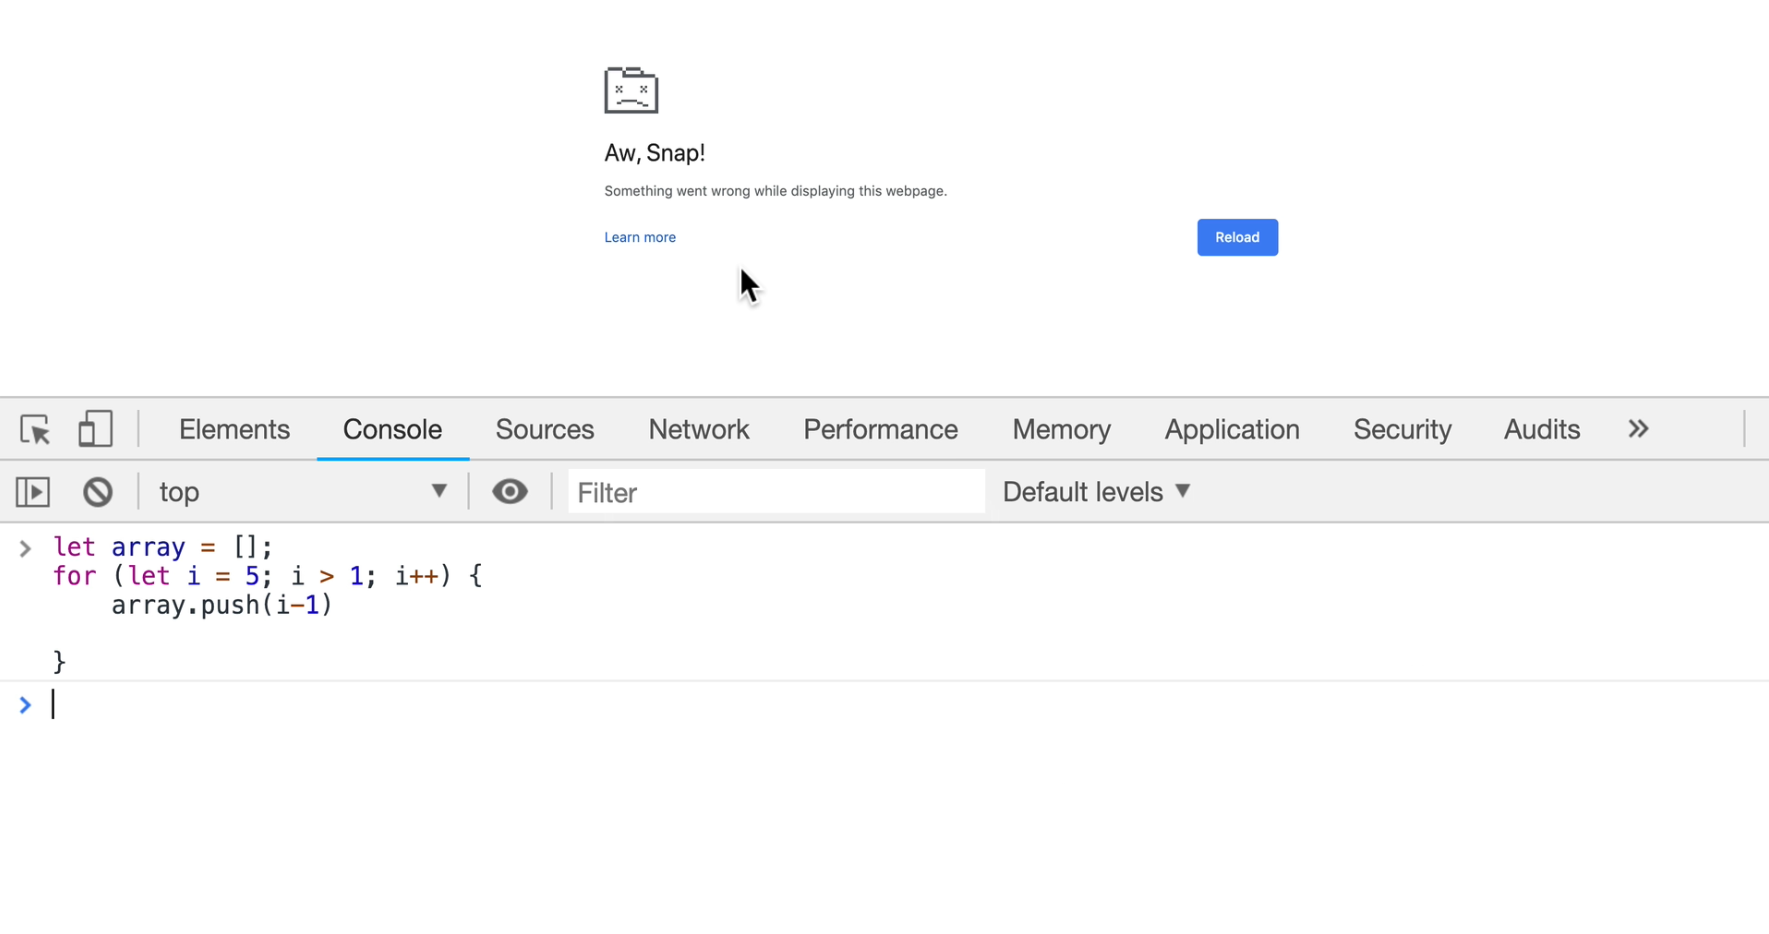 Aw, Snap!
Something went wrong while displaying this webpage.
Learn more
Reload
Elements Console Sources Network Performance Memory Application Security Audits »
top Filter Default levels
let array = [];
for (let i = 5; i > 1; i++) {
    array.push(i-1)
}